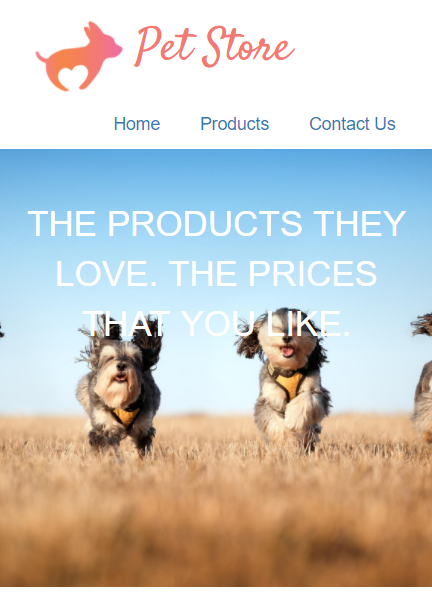 Pet Store
Home Products Contact Us
THE PRODUCTS THEY
LOVE. THE PRICES
THAT YOU LIKE.